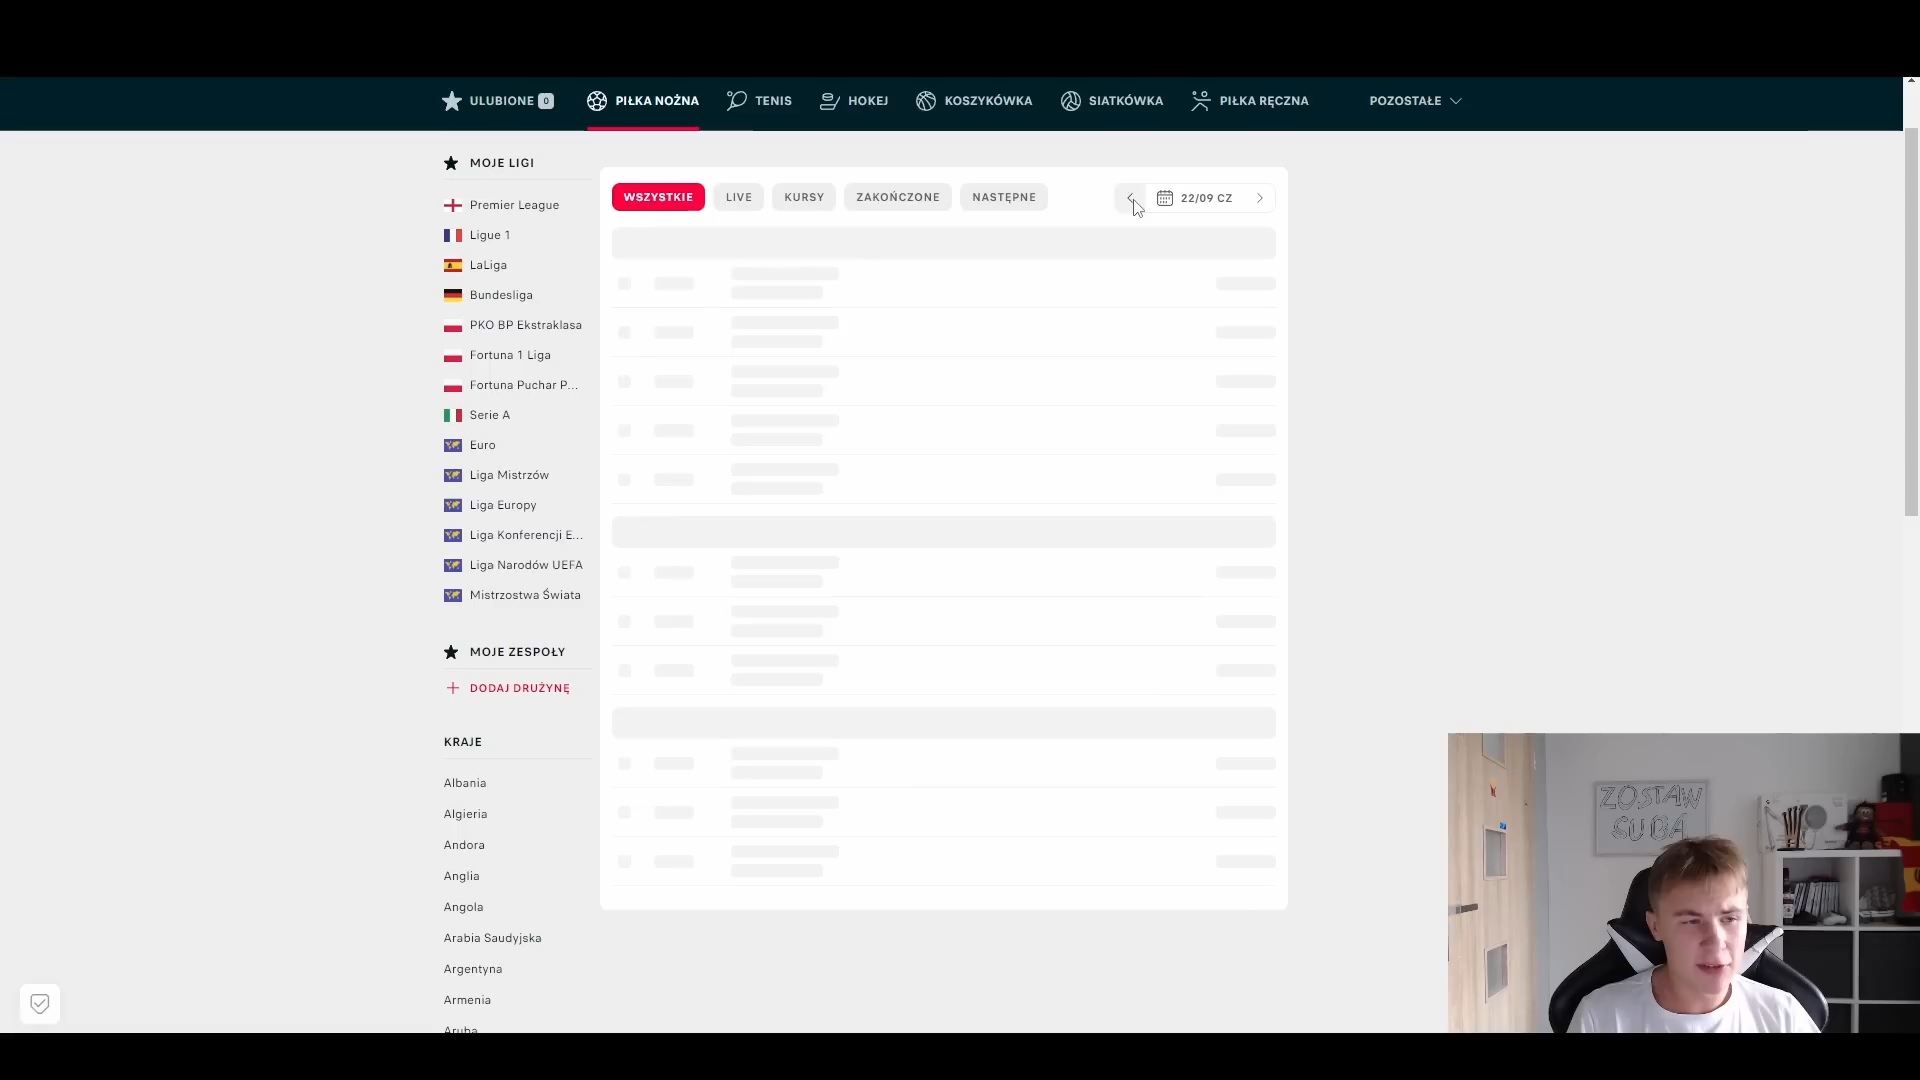 ULUBIONE 0 PIŁKA NOŻNA TENIS HOKEJ KOSZYKÓWKA SIATKÓWKA PIŁKA RĘCZNA POZOSTAŁE
MOJE LIGI
Premier League
Ligue 1
LaLiga
Bundesliga
PKO BP Ekstraklasa
Fortuna 1 Liga
Fortuna Puchar P...
Serie A
Euro
Liga Mistrzów
Liga Europy
Liga Konferencji E...
Liga Narodów UEFA
Mistrzostwa Świata
MOJE ZESPOŁY
DODAJ DRUŻYNĘ
KRAJE
Albania
Algieria
Andora
Anglia
Angola
Arabia Saudyjska
Argentyna
Armenia
Aruba
WSZYSTKIE LIVE KURSY ZAKOŃCZONE NASTĘPNE 22/09 CZ
ZOSTAW
SUBA